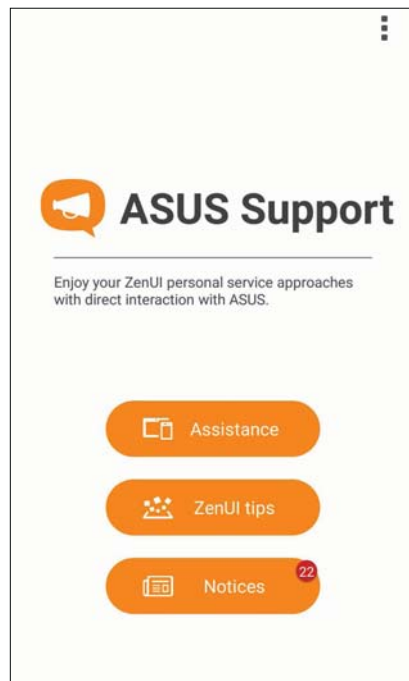 ASUS Support
Enjoy your ZenUI personal service approaches
with direct interaction with ASUS.
Assistance
ZenUI tips
22
Notices